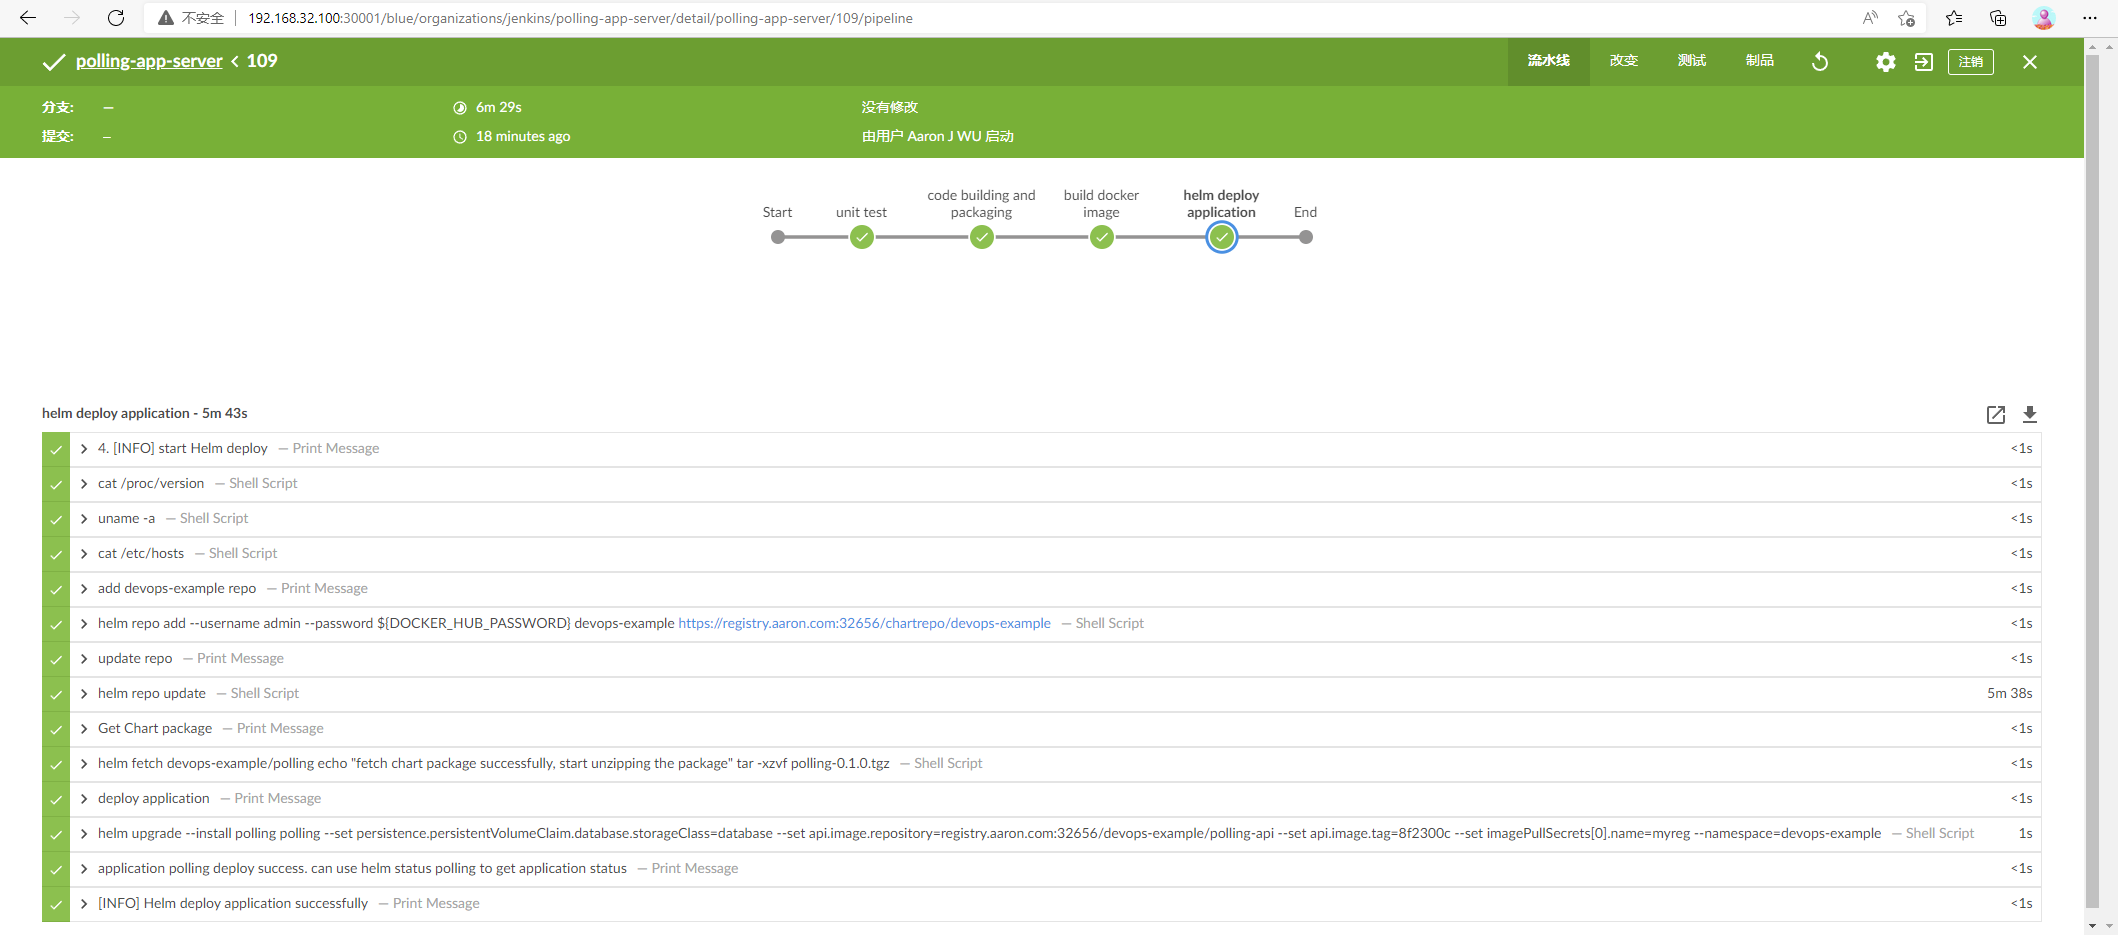 不安全 192.168.32.100:30001/blue/organizations/jenkins/polling-app-server/detail/polling-app-server/109/pipeline
polling-app-server < 109 流水线 改变 测试 制品 注销
分支: — 6m 29s 没有修改
提交: – 18 minutes ago 由用户 Aaron J WU 启动
Start
unit test
code building and
packaging
build docker
image
helm deploy
application
End
helm deploy application - 5m 43s
4. [INFO] start Helm deploy — Print Message <1s
cat /proc/version — Shell Script <1s
uname -a — Shell Script <1s
cat /etc/hosts — Shell Script <1s
add devops-example repo — Print Message <1s
helm repo add --username admin --password ${DOCKER_HUB_PASSWORD} devops-example https://registry.aaron.com:32656/chartrepo/devops-example — Shell Script <1s
update repo — Print Message <1s
helm repo update — Shell Script 5m 38s
Get Chart package — Print Message <1s
helm fetch devops-example/polling echo "fetch chart package successfully, start unzipping the package" tar -xzvf polling-0.1.0.tgz — Shell Script <1s
deploy application — Print Message <1s
helm upgrade --install polling polling --set persistence.persistentVolumeClaim.database.storageClass=database --set api.image.repository=registry.aaron.com:32656/devops-example/polling-api --set api.image.tag=8f2300c --set imagePullSecrets[0].name=myreg --namespace=devops-example — Shell Script 1s
application polling deploy success. can use helm status polling to get application status — Print Message <1s
[INFO] Helm deploy application successfully — Print Message <1s